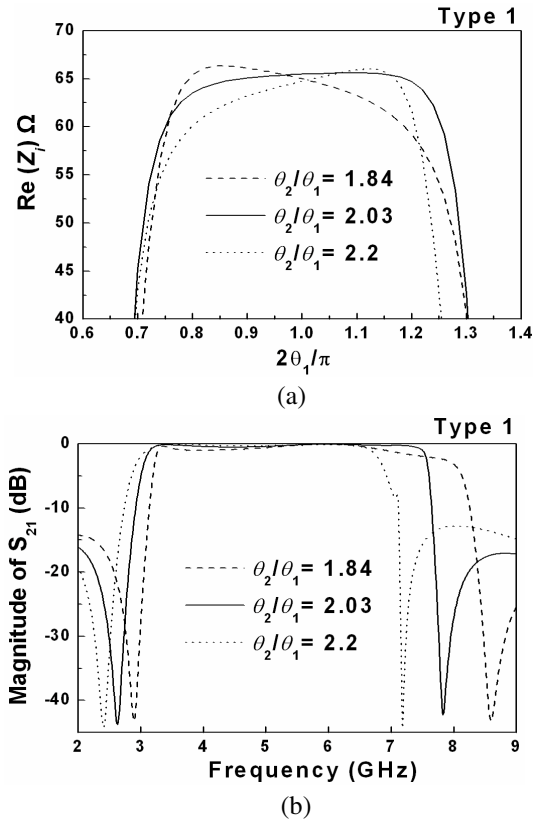 Type 1
70
65
60
55
50
45
40
Re (Zi) Ω
θ2/θ1= 1.84
θ2/θ1= 2.03
θ2/θ1= 2.2
0.6 0.7 0.8 0.9 1.0 1.1 1.2 1.3 1.4
2θ1/π
(a)
Type 1
0
-10
-20
-30
-40
Magnitude of S21 (dB)
θ2/θ1= 1.84
θ2/θ1= 2.03
θ2/θ1= 2.2
2 3 4 5 6 7 8 9
Frequency (GHz)
(b)